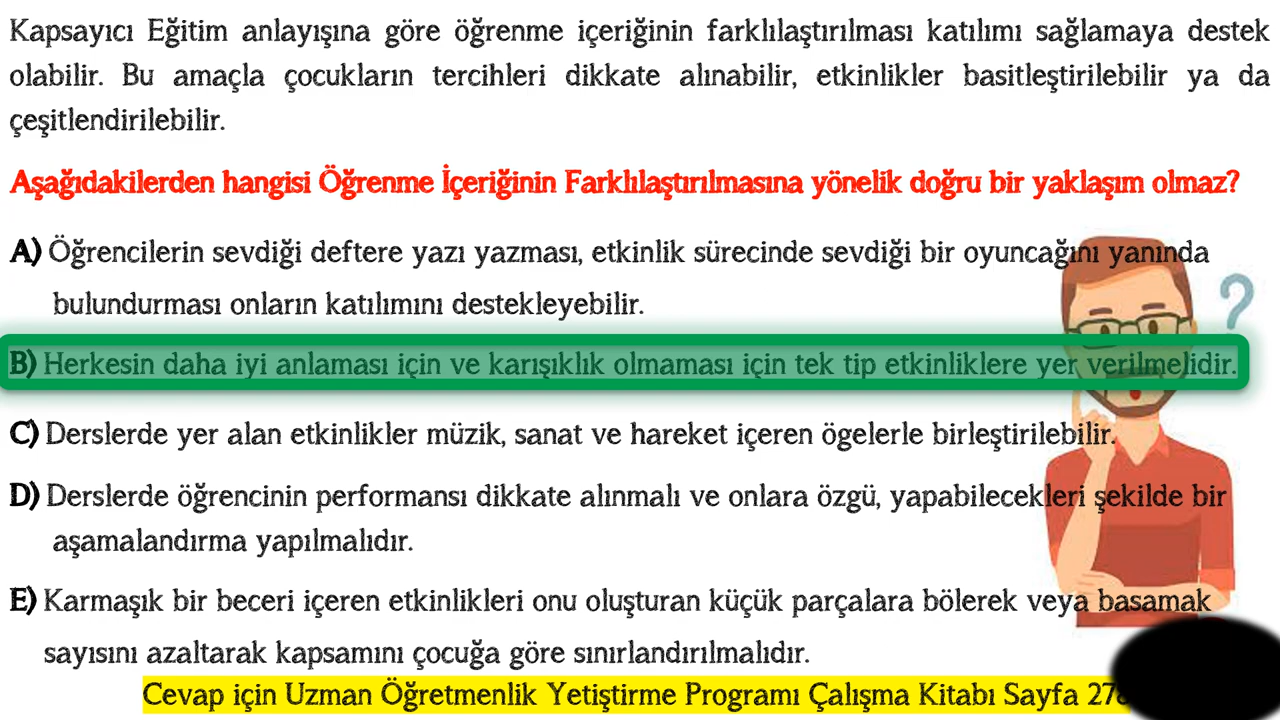 Kapsayıcı Eğitim anlayışına göre öğrenme içeriğinin farklılaştırılması katılımı sağlamaya destek
olabilir. Bu amaçla çocukların tercihleri dikkate alınabilir, etkinlikler basitleştirilebilir ya da
çeşitlendirilebilir.
Aşağıdakilerden hangisi Öğrenme İçeriğinin Farklılaştırılmasına yönelik doğru bir yaklaşım olmaz?
A) Öğrencilerin sevdiği deftere yazı yazması, etkinlik sürecinde sevdiği bir oyuncağını yanında
bulundurması onların katılımını destekleyebilir.
B) Herkesin daha iyi anlaması için ve karışıklık olmaması için tek tip etkinliklere yer verilmelidir.
C) Derslerde yer alan etkinlikler müzik, sanat ve hareket içeren ögelerle birleştirilebilir.
D) Derslerde öğrencinin performansı dikkate alınmalı ve onlara özgü, yapabilecekleri şekilde bir
aşamalandırma yapılmalıdır.
E) Karmaşık bir beceri içeren etkinlikleri onu oluşturan küçük parçalara bölerek veya basamak
sayısını azaltarak kapsamını çocuğa göre sınırlandırılmalıdır.
Cevap için Uzman Öğretmenlik Yetiştirme Programı Çalışma Kitabı Sayfa